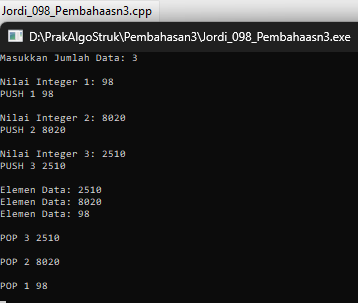 Jordi_098_Pembahaasn3.cpp
D:\PrakAlgoStruk\Pembahasan3\Jordi_098_Pembahaasn3.exe
Masukkan Jumlah Data: 3
Nilai Integer 1: 98
PUSH 1 98
Nilai Integer 2: 8020
PUSH 2 8020
Nilai Integer 3: 2510
PUSH 3 2510
Elemen Data: 2510
Elemen Data: 8020
Elemen Data: 98
POP 3 2510
POP 2 8020
POP 1 98